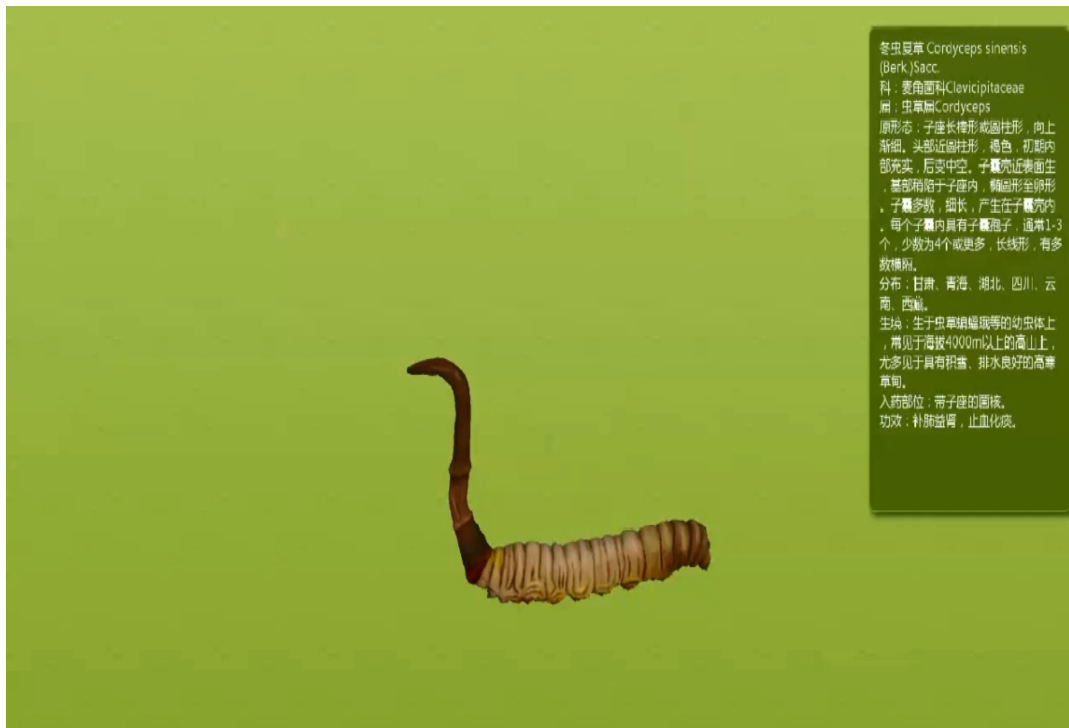 冬虫夏草 Cordyceps sinensis
(Berk.)Sacc.
科：麦角菌科Clavicipitaceae
属：虫草属Cordyceps
原形态：子座长棒形或圆柱形，向上
渐细。头部近圆柱形，褐色，初期内
部充实，后变中空。子囊壳近表面生
，基部稍陷于子座内，椭圆形至卵形
。子囊多数，细长，产生在子囊壳内
。每个子囊内具有子囊孢子，通常1-3
个，少数为4个或更多，长线形，有多
数横隔。
分布：甘肃、青海、湖北、四川、云
南、西藏。
生境：生于虫草蝙蝠蛾等的幼虫体上
，常见于海拔4000m以上的高山上，
尤多见于具有积雪、排水良好的高寒
草甸。
入药部位：带子座的菌核。
功效：补肺益肾，止血化痰。